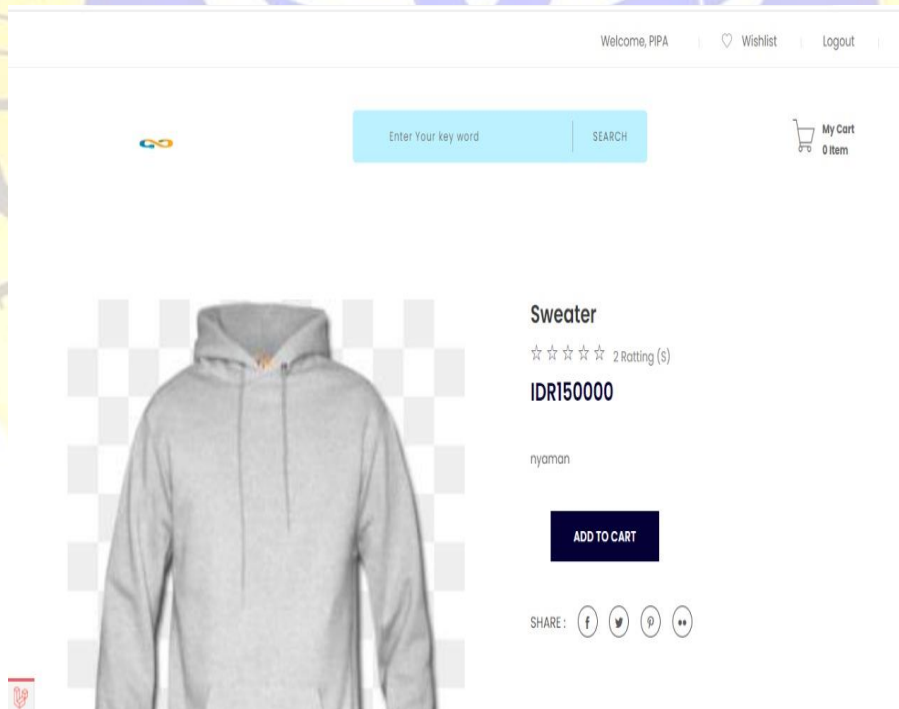 Welcome, PIPA
Wishlist
Logout
Enter Your key word
SEARCH
My Cart
0 Item
Sweater
2 Ratting (S)
IDR150000
nyaman
ADD TO CART
SHARE :